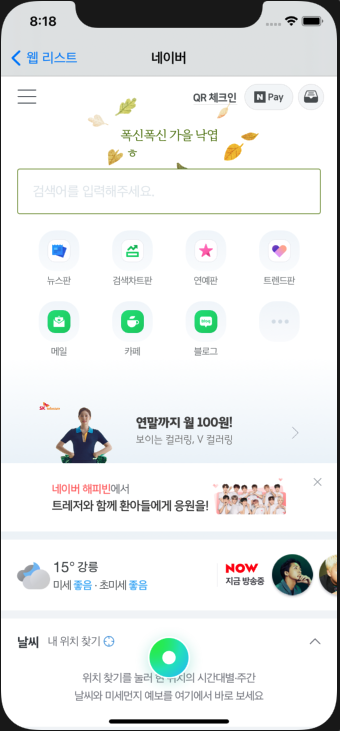 8:18
웹 리스트
네이버
QR 체크인
N Pay
폭신폭신 가을 낙엽
ㅎ
검색어를 입력해주세요.
뉴스판
검색차트판
연예판
트렌드판
메일
카페
블로그
연말까지 월 100원!
보이는 컬러링, V 컬러링
네이버 해피빈에서
트레저와 함께 환아들에게 응원을!
15° 강릉
미세 좋음 · 초미세 좋음
NOW
지금 방송중
날씨
내 위치 찾기
위치 찾기를 눌러 현 위치의 시간대별·주간
날씨와 미세먼지 예보를 여기에서 바로 보세요